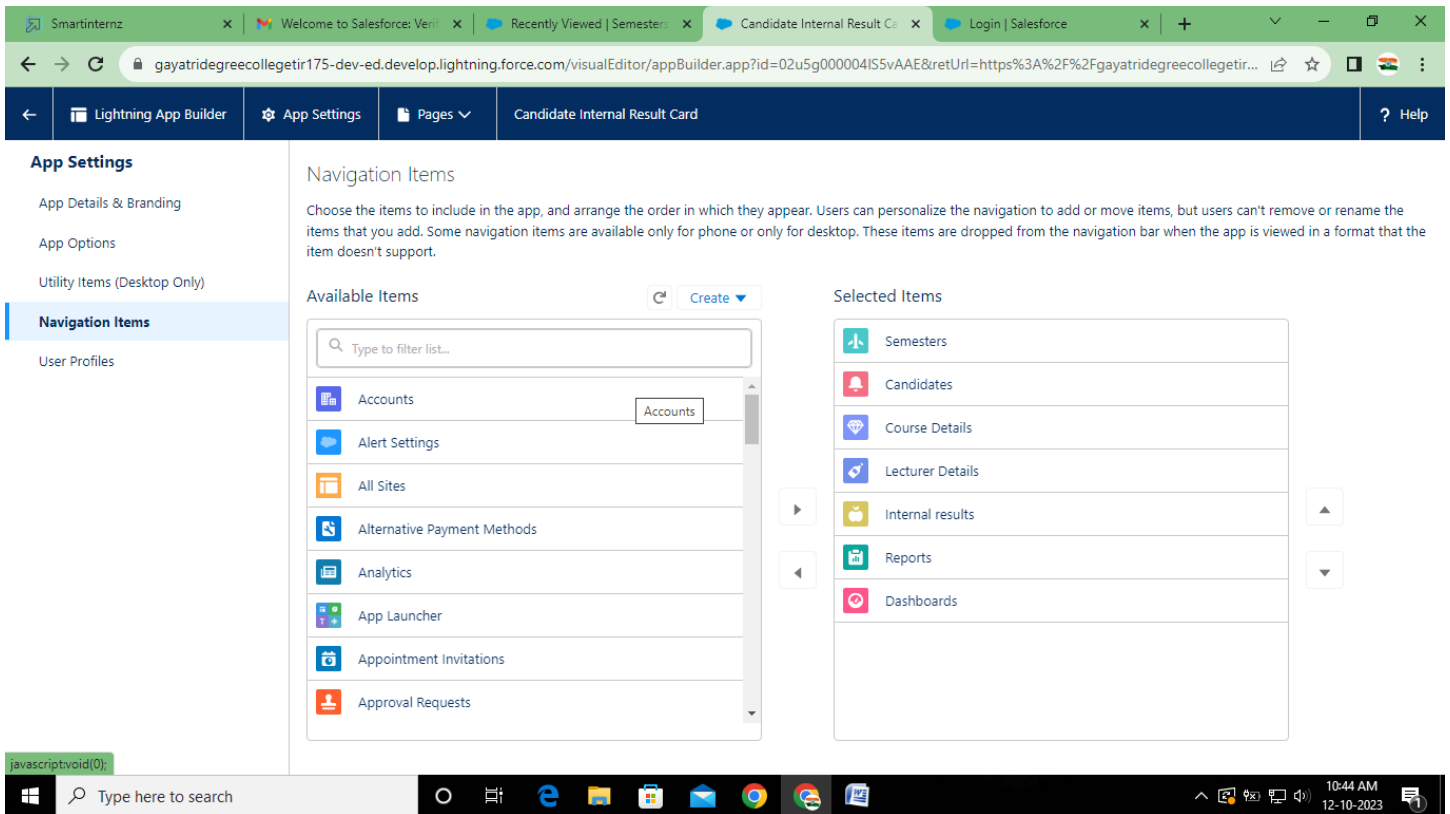 Smartinternz
Welcome to Salesforce: Verif
Recently Viewed | Semesters
Candidate Internal Result Ca
Login | Salesforce
gayatridegreecollegetir175-dev-ed.develop.lightning.force.com/visualEditor/appBuilder.app?id=02u5g000004IS5vAAE&retUrl=https%3A%2F%2Fgayatridegreecollegetir...
Lightning App Builder
App Settings
Pages
Candidate Internal Result Card
? Help
App Settings
App Details & Branding
App Options
Utility Items (Desktop Only)
Navigation Items
User Profiles
Navigation Items
Choose the items to include in the app, and arrange the order in which they appear. Users can personalize the navigation to add or move items, but users can't remove or rename the
items that you add. Some navigation items are available only for phone or only for desktop. These items are dropped from the navigation bar when the app is viewed in a format that the
item doesn't support.
Available Items
Create
Type to filter list...
Accounts
Accounts
Alert Settings
All Sites
Alternative Payment Methods
Analytics
App Launcher
Appointment Invitations
Approval Requests
Selected Items
Semesters
Candidates
Course Details
Lecturer Details
Internal results
Reports
Dashboards
javascript:void(0);
Type here to search
10:44 AM
12-10-2023
1